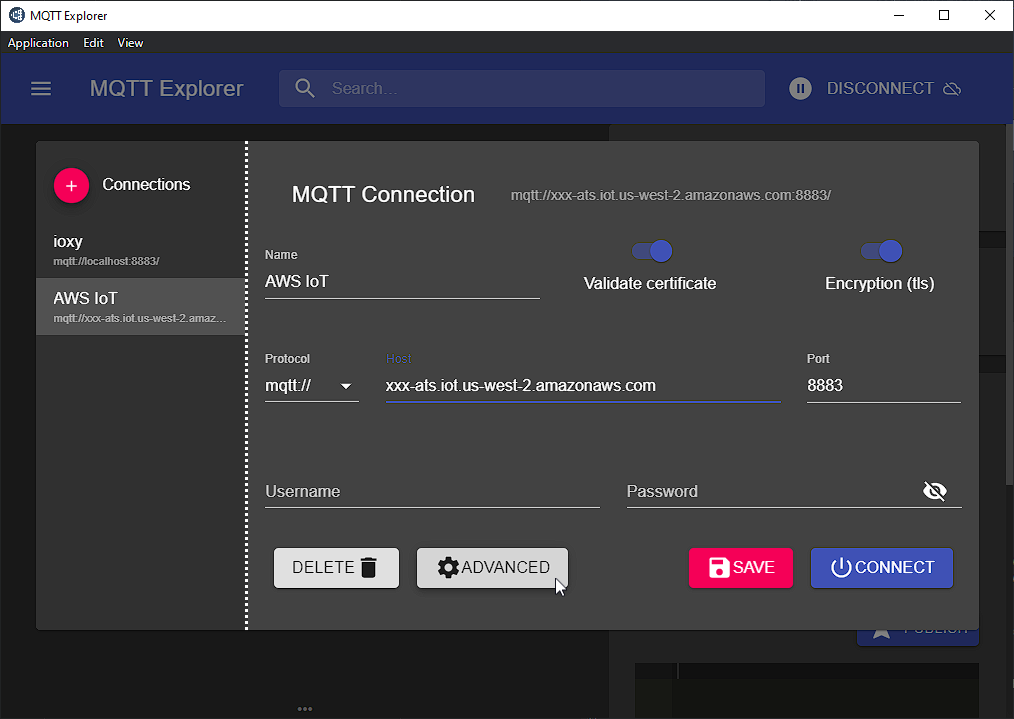 MQTT Explorer
Application Edit View
MQTT Explorer Search... DISCONNECT
Connections
ioxy
mqtt://localhost:8883/
AWS IoT
mqtt://xxx-ats.iot.us-west-2.amaz...
MQTT Connection mqtt://xxx-ats.iot.us-west-2.amazonaws.com:8883/
Name
AWS IoT
Validate certificate
Encryption (tls)
Protocol
mqtt://
Host
xxx-ats.iot.us-west-2.amazonaws.com
Port
8883
Username
Password
DELETE ADVANCED SAVE CONNECT
PUBLISH